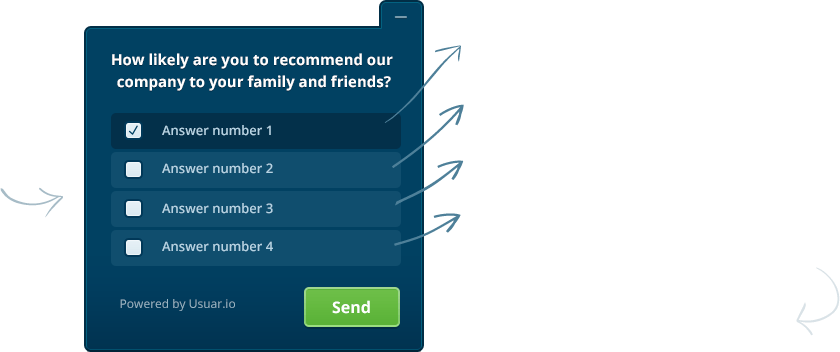 How likely are you to recommend our
company to your family and friends?
Answer number 1
Answer number 2
Answer number 3
Answer number 4
Powered by Usuar.io
Send